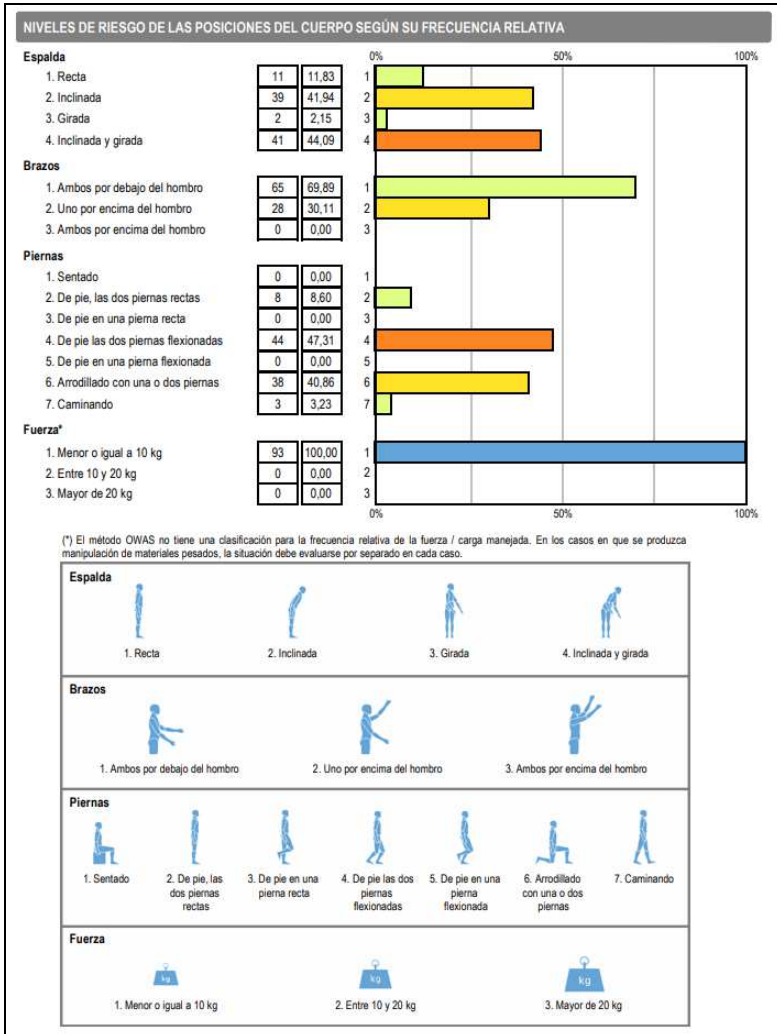 NIVELES DE RIESGO DE LAS POSICIONES DEL CUERPO SEGÚN SU FRECUENCIA RELATIVA
Espalda
0% 50% 100%
1. Recta 11 11,83 1
2. Inclinada 39 41,94 2
3. Girada 2 2,15 3
4. Inclinada y girada 41 44,09 4
Brazos
1. Ambos por debajo del hombro 65 69,89 1
2. Uno por encima del hombro 28 30,11 2
3. Ambos por encima del hombro 0 0,00 3
Piernas
1. Sentado 0 0,00 1
2. De pie, las dos piernas rectas 8 8,60 2
3. De pie en una pierna recta 0 0,00 3
4. De pie las dos piernas flexionadas 44 47,31 4
5. De pie en una pierna flexionada 0 0,00 5
6. Arrodillado con una o dos piernas 38 40,86 6
7. Caminando 3 3,23 7
Fuerza*
1. Menor o igual a 10 kg 93 100,00 1
2. Entre 10 y 20 kg 0 0,00 2
3. Mayor de 20 kg 0 0,00 3
0% 50% 100%
(*) El método OWAS no tiene una clasificación para la frecuencia relativa de la fuerza / carga manejada. En los casos en que se produzca
manipulación de materiales pesados, la situación debe evaluarse por separado en cada caso.
Espalda
1. Recta 2. Inclinada 3. Girada 4. Inclinada y girada
Brazos
1. Ambos por debajo del hombro 2. Uno por encima del hombro 3. Ambos por encima del hombro
Piernas
1. Sentado
2. De pie, las
dos piernas
rectas
3. De pie en una
pierna recta
4. De pie las dos
piernas
flexionadas
5. De pie en una
pierna
flexionada
6. Arrodillado
con una o dos
piernas
7. Caminando
Fuerza
kg kg kg
1. Menor o igual a 10 kg 2. Entre 10 y 20 kg 3. Mayor de 20 kg